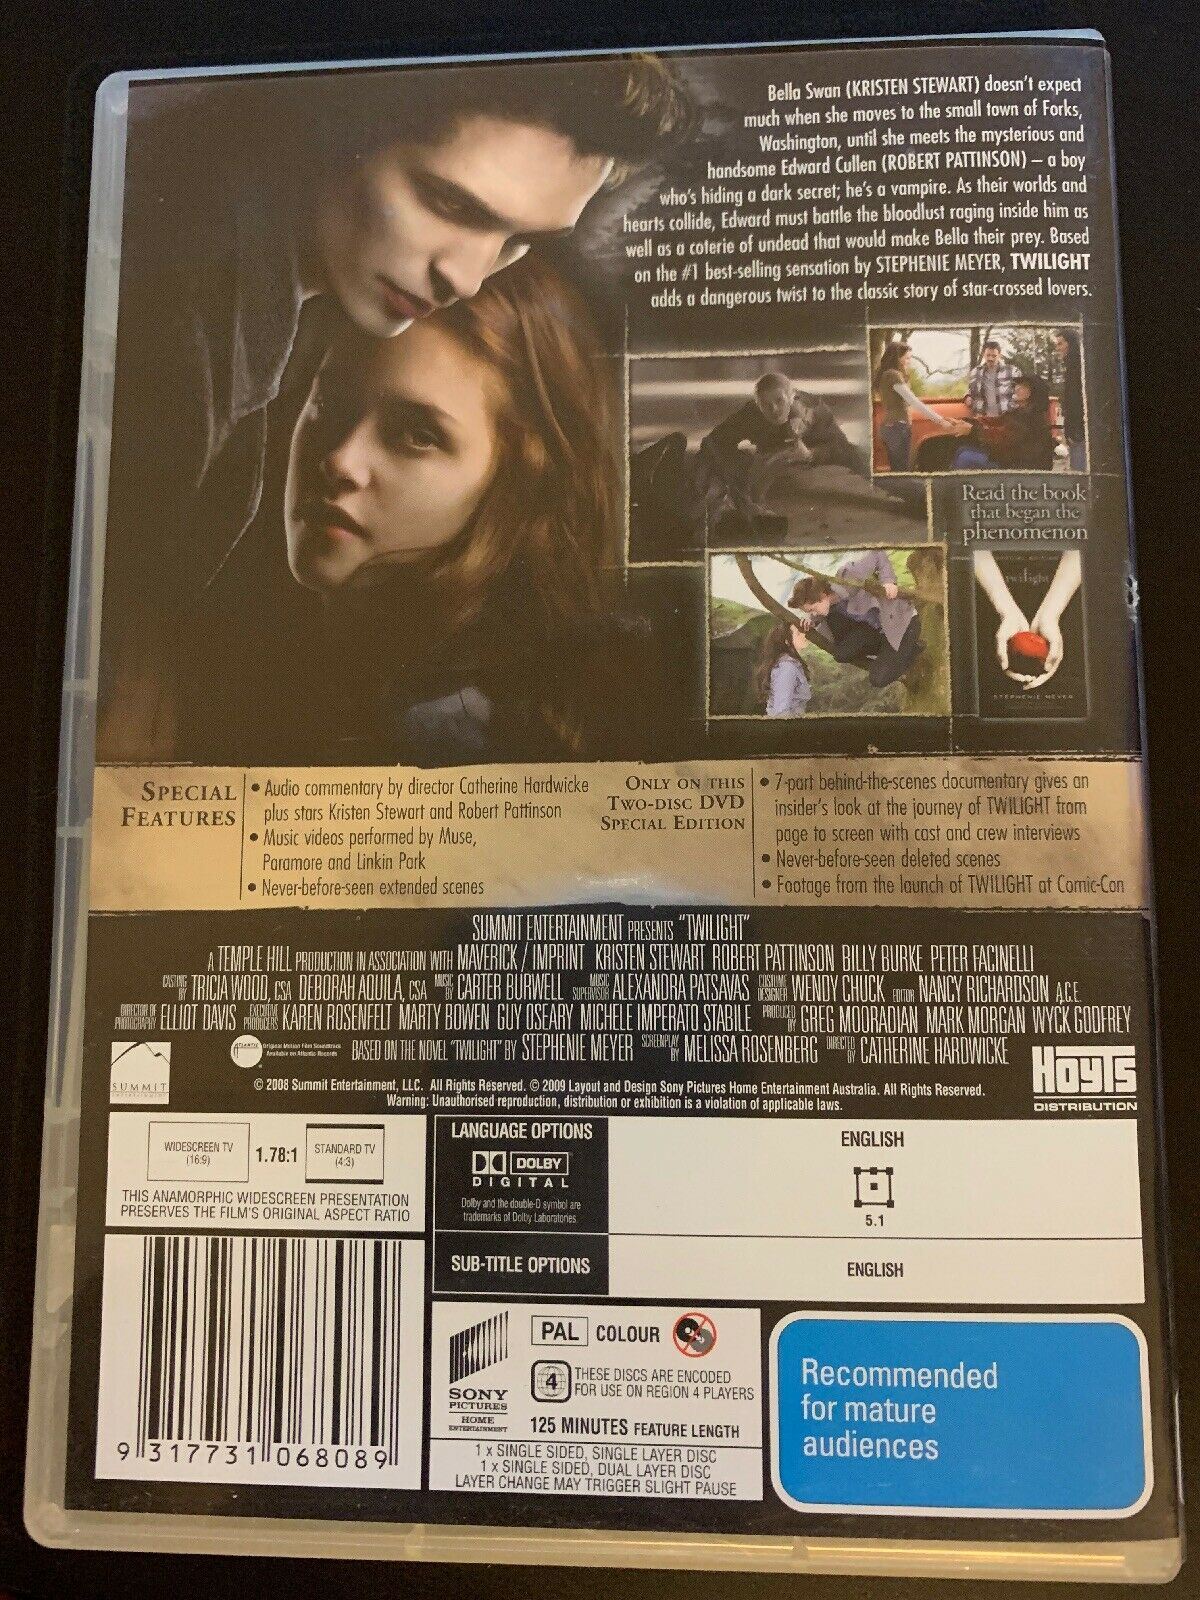 Bella Swan (KRISTEN STEWART) doesn't expect
much when she moves to the small town of Forks,
Washington, until she meets the mysterious and
handsome Edward Cullen (ROBERT PATTINSON) – a boy
who's hiding a dark secret; he's a vampire. As their worlds and
hearts collide, Edward must battle the bloodlust raging inside him as
well as a coterie of undead that would make Bella their prey. Based
on the #1 best-selling sensation by STEPHENIE MEYER, TWILIGHT
adds a dangerous twist to the classic story of star-crossed lovers.
Read the book
that began the
phenomenon
twilight
STEPHENIE MEYER
SPECIAL
FEATURES
• Audio commentary by director Catherine Hardwicke
plus stars Kristen Stewart and Robert Pattinson
• Music videos performed by Muse,
Paramore and Linkin Park
• Never-before-seen extended scenes
ONLY ON THIS
TWO-DISC DVD
SPECIAL EDITION
• 7-part behind-the-scenes documentary gives an
insider's look at the journey of TWILIGHT from
page to screen with cast and crew interviews
• Never-before-seen deleted scenes
• Footage from the launch of TWILIGHT at Comic-Con
SUMMIT ENTERTAINMENT PRESENTS "TWILIGHT"
A TEMPLE HILL PRODUCTION IN ASSOCIATION WITH MAVERICK / IMPRINT KRISTEN STEWART ROBERT PATTINSON BILLY BURKE PETER FACINELLI
CASTING BY TRICIA WOOD, CSA DEBORAH AQUILA, CSA MUSIC BY CARTER BURWELL MUSIC SUPERVISOR ALEXANDRA PATSAVAS COSTUME DESIGNER WENDY CHUCK EDITOR NANCY RICHARDSON A.C.E.
DIRECTOR OF PHOTOGRAPHY ELLIOT DAVIS EXECUTIVE PRODUCERS KAREN ROSENFELT MARTY BOWEN GUY OSEARY MICHELE IMPERATO STABILE PRODUCED BY GREG MOORADIAN MARK MORGAN WYCK GODFREY
ATLANTIC
Original Motion Film Soundtrack
Available on Atlantic Records
BASED ON THE NOVEL "TWILIGHT" BY STEPHENIE MEYER SCREENPLAY BY MELISSA ROSENBERG DIRECTED BY CATHERINE HARDWICKE
SUMMIT
ENTERTAINMENT
© 2008 Summit Entertainment, LLC. All Rights Reserved. © 2009 Layout and Design Sony Pictures Home Entertainment Australia. All Rights Reserved.
Warning: Unauthorised reproduction, distribution or exhibition is a violation of applicable laws.
HOYTS
DISTRIBUTION
WIDESCREEN TV
(16:9)
1.78:1
STANDARD TV
(4:3)
THIS ANAMORPHIC WIDESCREEN PRESENTATION
PRESERVES THE FILM'S ORIGINAL ASPECT RATIO
LANGUAGE OPTIONS
DOLBY
DIGITAL
Dolby and the double-D symbol are
trademarks of Dolby Laboratories.
ENGLISH
5.1
SUB-TITLE OPTIONS
ENGLISH
9 317731 068089
SONY
PICTURES
HOME
ENTERTAINMENT
PAL COLOUR
4
THESE DISCS ARE ENCODED
FOR USE ON REGION 4 PLAYERS
125 MINUTES FEATURE LENGTH
1 x SINGLE SIDED, SINGLE LAYER DISC
1 x SINGLE SIDED, DUAL LAYER DISC
LAYER CHANGE MAY TRIGGER SLIGHT PAUSE
Recommended
for mature
audiences